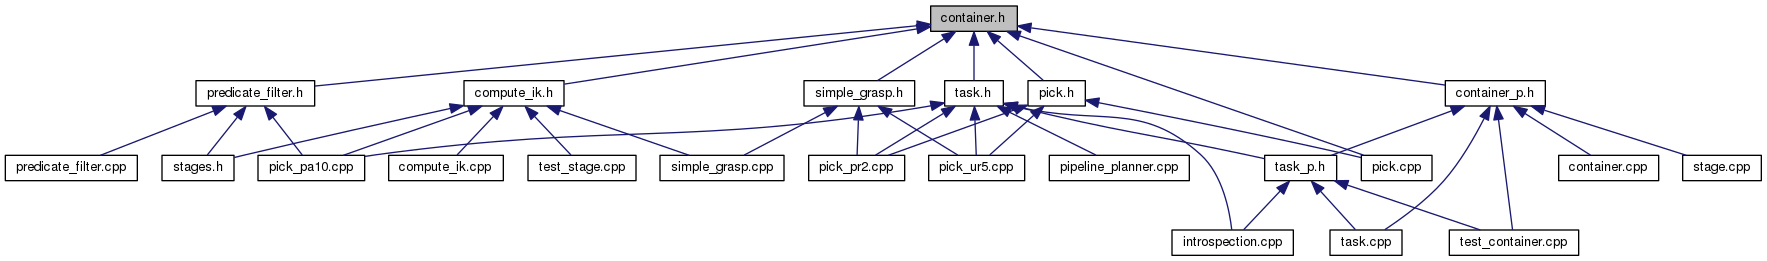 container.h
predicate_filter.h
compute_ik.h
simple_grasp.h
task.h
pick.h
container_p.h
predicate_filter.cpp
stages.h
pick_pa10.cpp
compute_ik.cpp
test_stage.cpp
simple_grasp.cpp
pick_pr2.cpp
pick_ur5.cpp
pipeline_planner.cpp
task_p.h
pick.cpp
container.cpp
stage.cpp
introspection.cpp
task.cpp
test_container.cpp